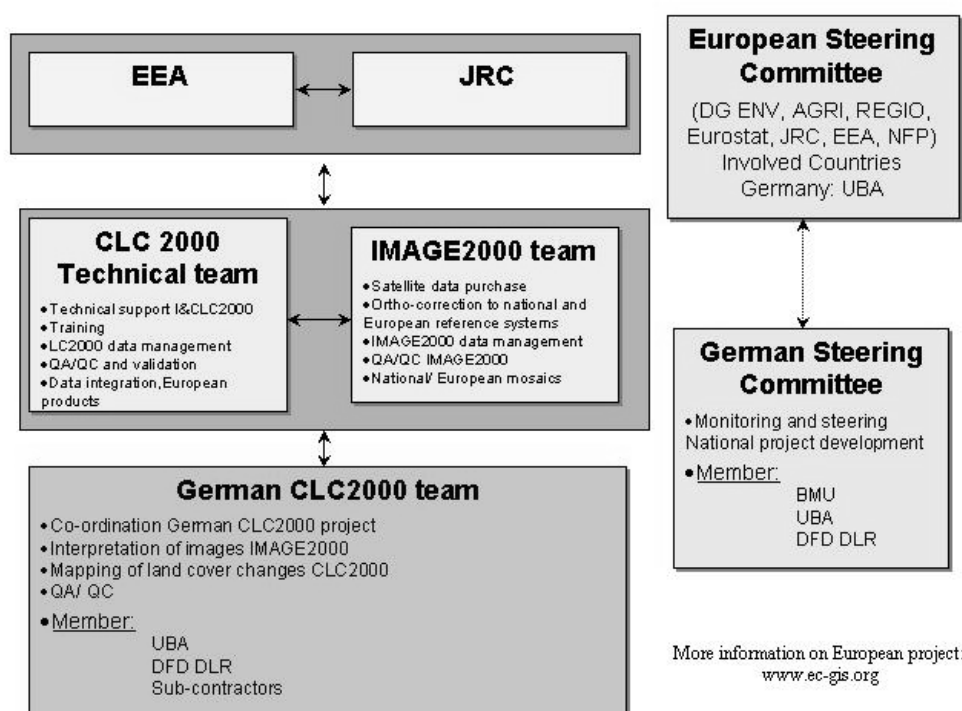 EEA
JRC
CLC 2000
Technical team
•Technical support I&CLC2000
•Training
•LC2000 data management
•QA/QC and validation
•Data integration,European
products
IMAGE2000 team
•Satellite data purchase
•Ortho-correction to national and
European reference systems
•IMAGE2000 data management
•QA/QC IMAGE2000
•National/ European mosaics
German CLC2000 team
•Co-ordination German CLC2000 project
•Interpretation of images IMAGE2000
•Mapping of land cover changes CLC2000
•QA/ QC
•Member:
UBA
DFD DLR
Sub-contractors
European Steering
Committee
(DG ENV, AGRI, REGIO,
Eurostat, JRC, EEA, NFP)
Involved Countries
Germany: UBA
German Steering
Committee
•Monitoring and steering
National project development
•Member:
BMU
UBA
DFD DLR
More information on European project:
www.ec-gis.org